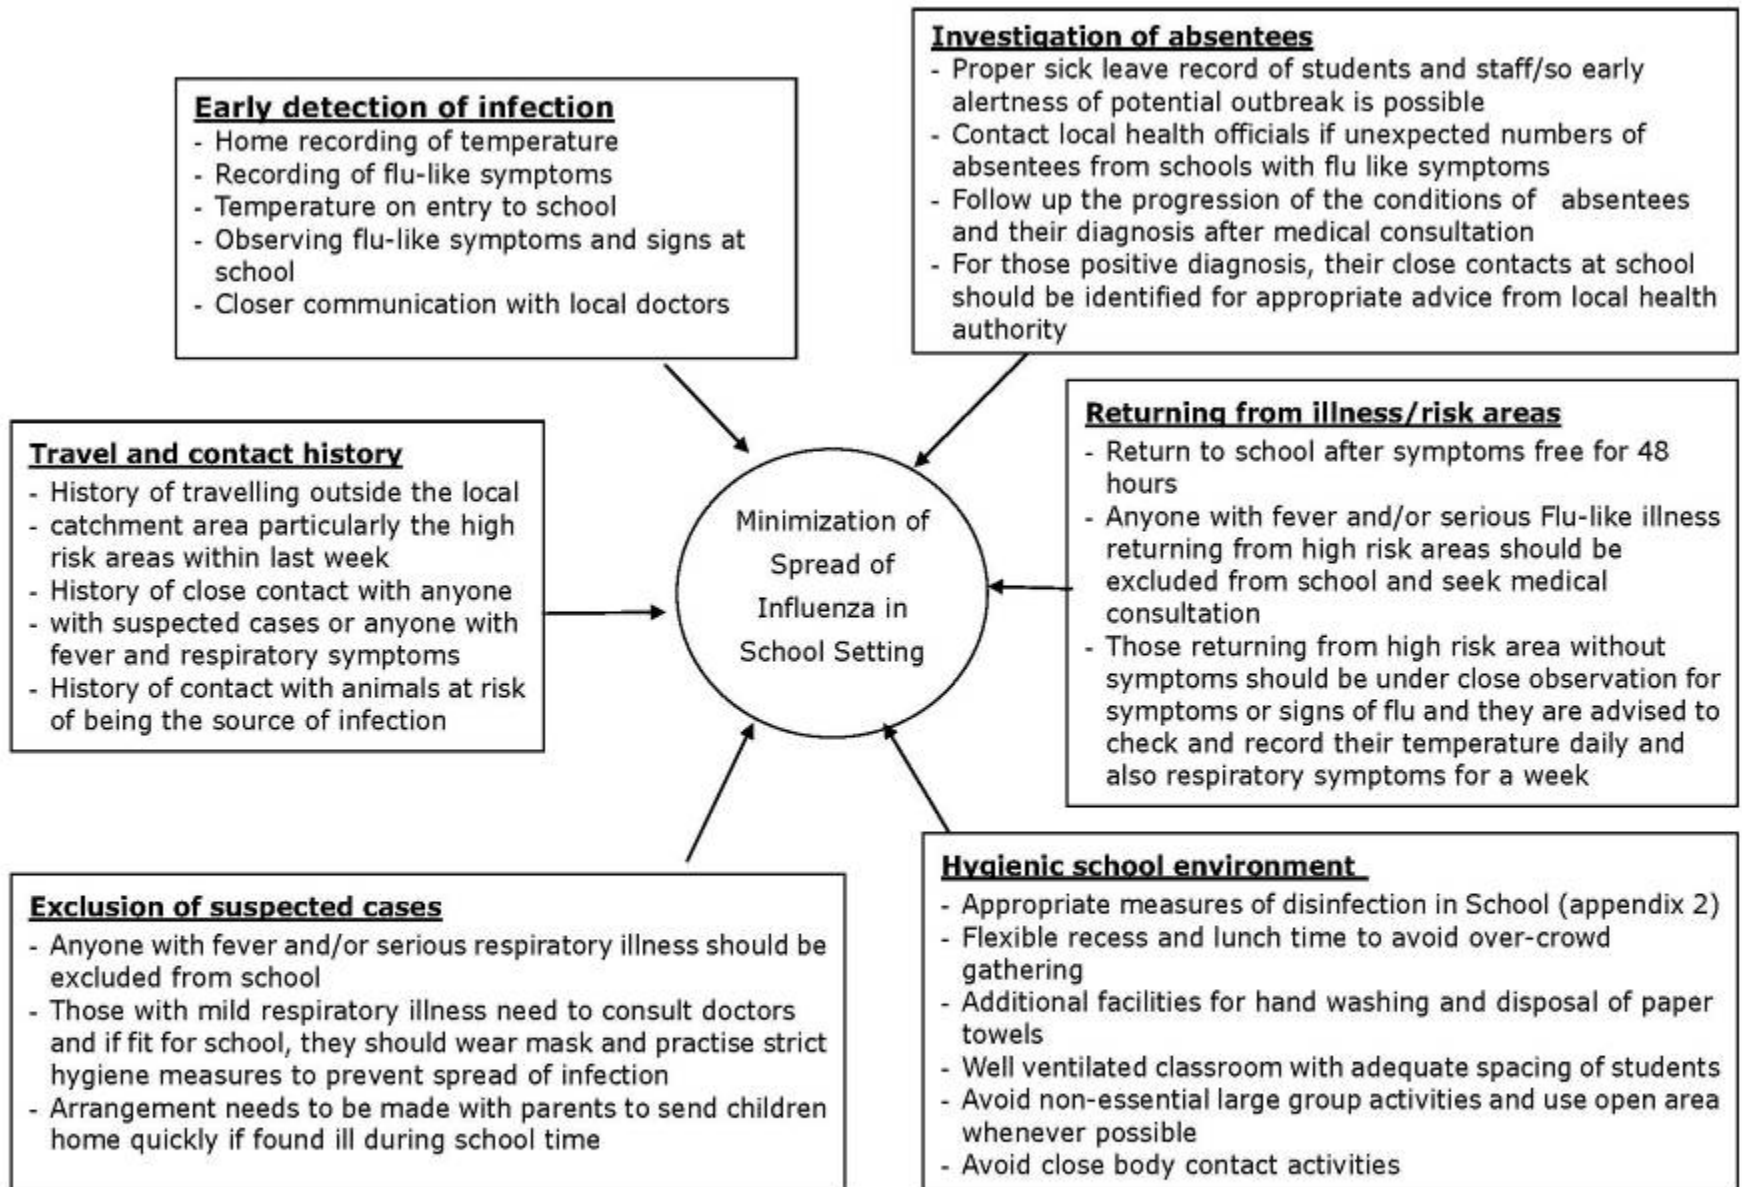 Early detection of infection
- Home recording of temperature
- Recording of flu-like symptoms
- Temperature on entry to school
- Observing flu-like symptoms and signs at
school
- Closer communication with local doctors
Investigation of absentees
- Proper sick leave record of students and staff/so early
alertness of potential outbreak is possible
- Contact local health officials if unexpected numbers of
absentees from schools with flu like symptoms
- Follow up the progression of the conditions of absentees
and their diagnosis after medical consultation
- For those positive diagnosis, their close contacts at school
should be identified for appropriate advice from local health
authority
Travel and contact history
- History of travelling outside the local
- catchment area particularly the high
risk areas within last week
- History of close contact with anyone
- with suspected cases or anyone with
fever and respiratory symptoms
- History of contact with animals at risk
of being the source of infection
Minimization of
Spread of
Influenza in
School Setting
Returning from illness/risk areas
- Return to school after symptoms free for 48
hours
- Anyone with fever and/or serious Flu-like illness
returning from high risk areas should be
excluded from school and seek medical
consultation
- Those returning from high risk area without
symptoms should be under close observation for
symptoms or signs of flu and they are advised to
check and record their temperature daily and
also respiratory symptoms for a week
Exclusion of suspected cases
- Anyone with fever and/or serious respiratory illness should be
excluded from school
- Those with mild respiratory illness need to consult doctors
and if fit for school, they should wear mask and practise strict
hygiene measures to prevent spread of infection
- Arrangement needs to be made with parents to send children
home quickly if found ill during school time
Hygienic school environment
- Appropriate measures of disinfection in School (appendix 2)
- Flexible recess and lunch time to avoid over-crowd
gathering
- Additional facilities for hand washing and disposal of paper
towels
- Well ventilated classroom with adequate spacing of students
- Avoid non-essential large group activities and use open area
whenever possible
- Avoid close body contact activities